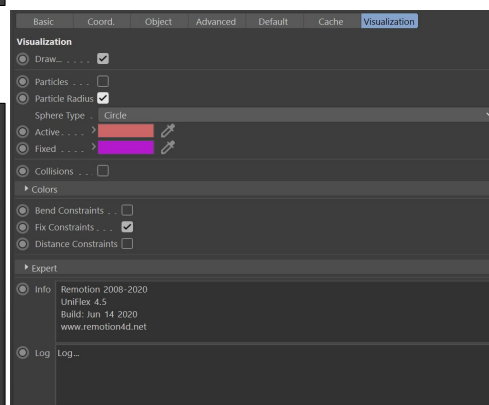 Basic Coord. Object Advanced Default Cache Visualization
Visualization
Draw... . . . .
Particles . . .
Particle Radius
Sphere Type . Circle
Active . . . .
Fixed . . . .
Collisions . .
Colors
Bend Constraints . .
Fix Constraints . . .
Distance Constraints
Expert
Info Remotion 2008-2020
UniFlex 4.5
Build: Jun 14 2020
www.remotion4d.net
Log Log...